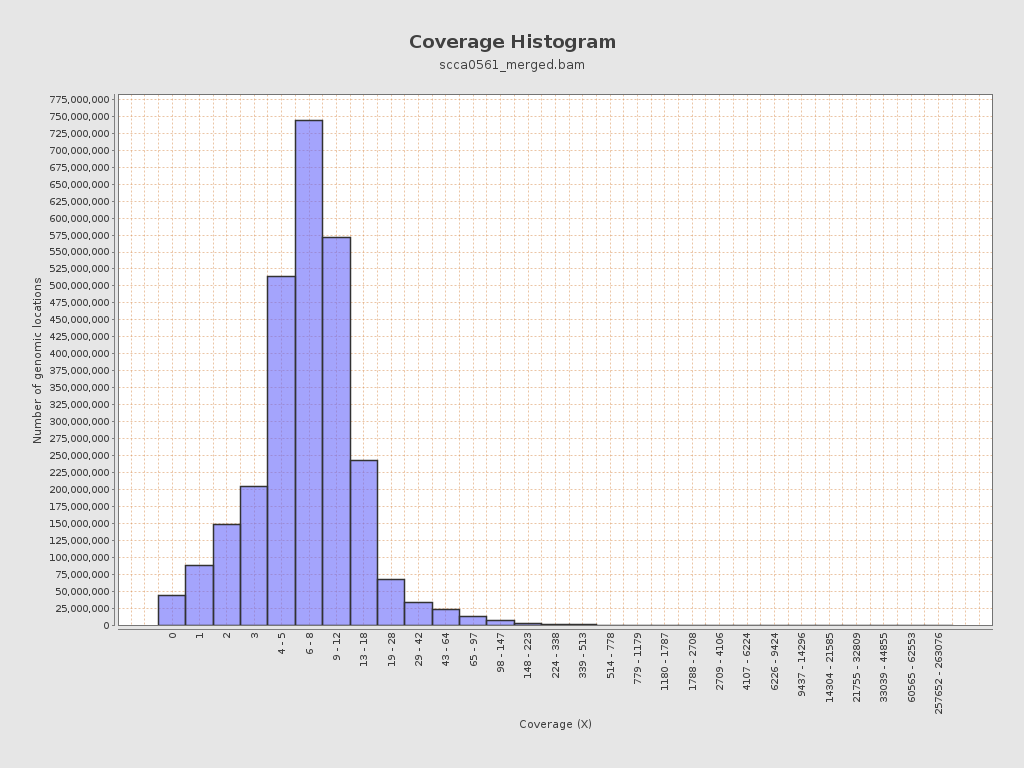 Coverage Histogram
scca0561_merged.bam
Number of genomic locations
775,000,000
750,000,000
725,000,000
700,000,000
675,000,000
650,000,000
625,000,000
600,000,000
575,000,000
550,000,000
525,000,000
500,000,000
475,000,000
450,000,000
425,000,000
400,000,000
375,000,000
350,000,000
325,000,000
300,000,000
275,000,000
250,000,000
225,000,000
200,000,000
175,000,000
150,000,000
125,000,000
100,000,000
75,000,000
50,000,000
25,000,000
0
0
1
2
3
4 - 5
6 - 8
9 - 12
13 - 18
19 - 28
29 - 42
43 - 64
65 - 97
98 - 147
148 - 223
224 - 338
339 - 513
514 - 778
779 - 1179
1180 - 1787
1788 - 2708
2709 - 4106
4107 - 6224
6226 - 9424
9437 - 14296
14304 - 21585
21755 - 32809
33039 - 44855
60565 - 62553
257652 - 263076
Coverage (X)